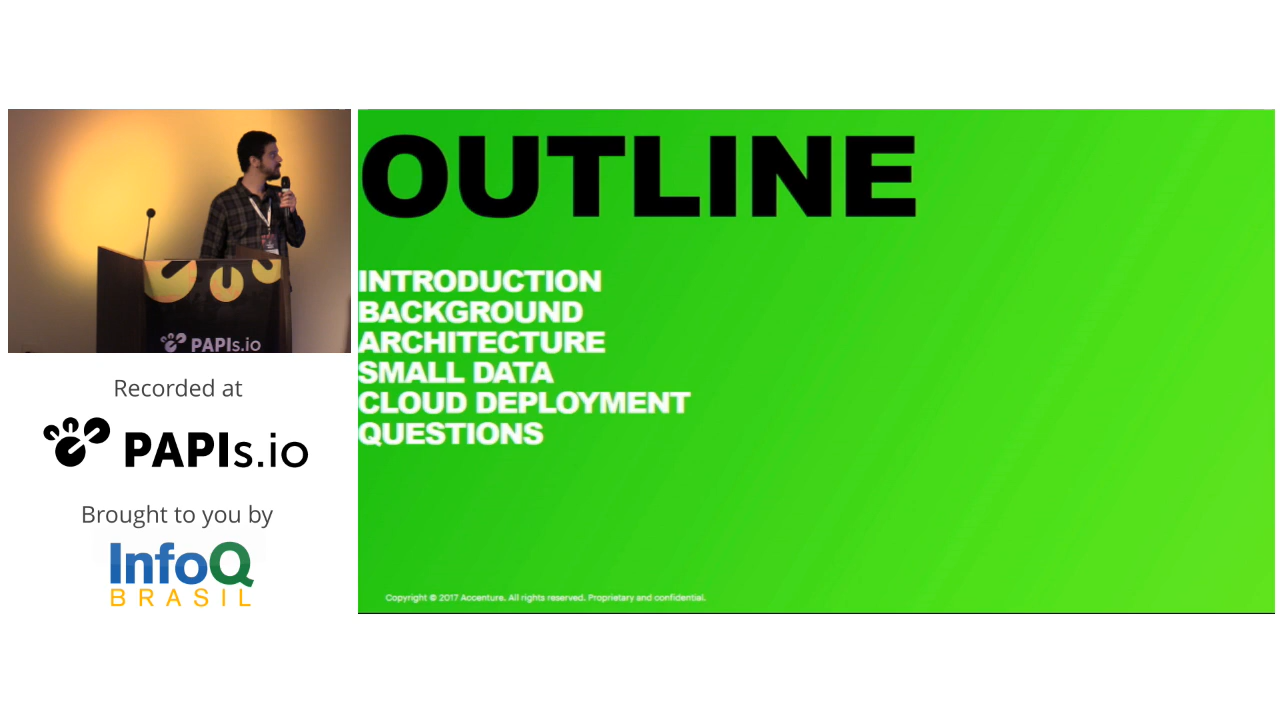 PAPIs.io
Recorded at
PAPIs.io
Brought to you by
InfoQ
BRASIL
OUTLINE
INTRODUCTION
BACKGROUND
ARCHITECTURE
SMALL DATA
CLOUD DEPLOYMENT
QUESTIONS
Copyright © 2017 Accenture. All rights reserved. Proprietary and confidential.